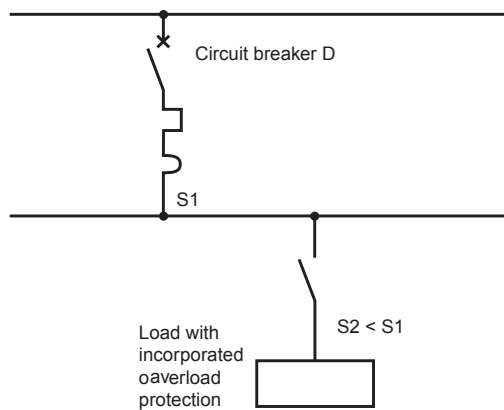 Circuit breaker D
S1
S2 < S1
Load with
incorporated
oaverload
protection